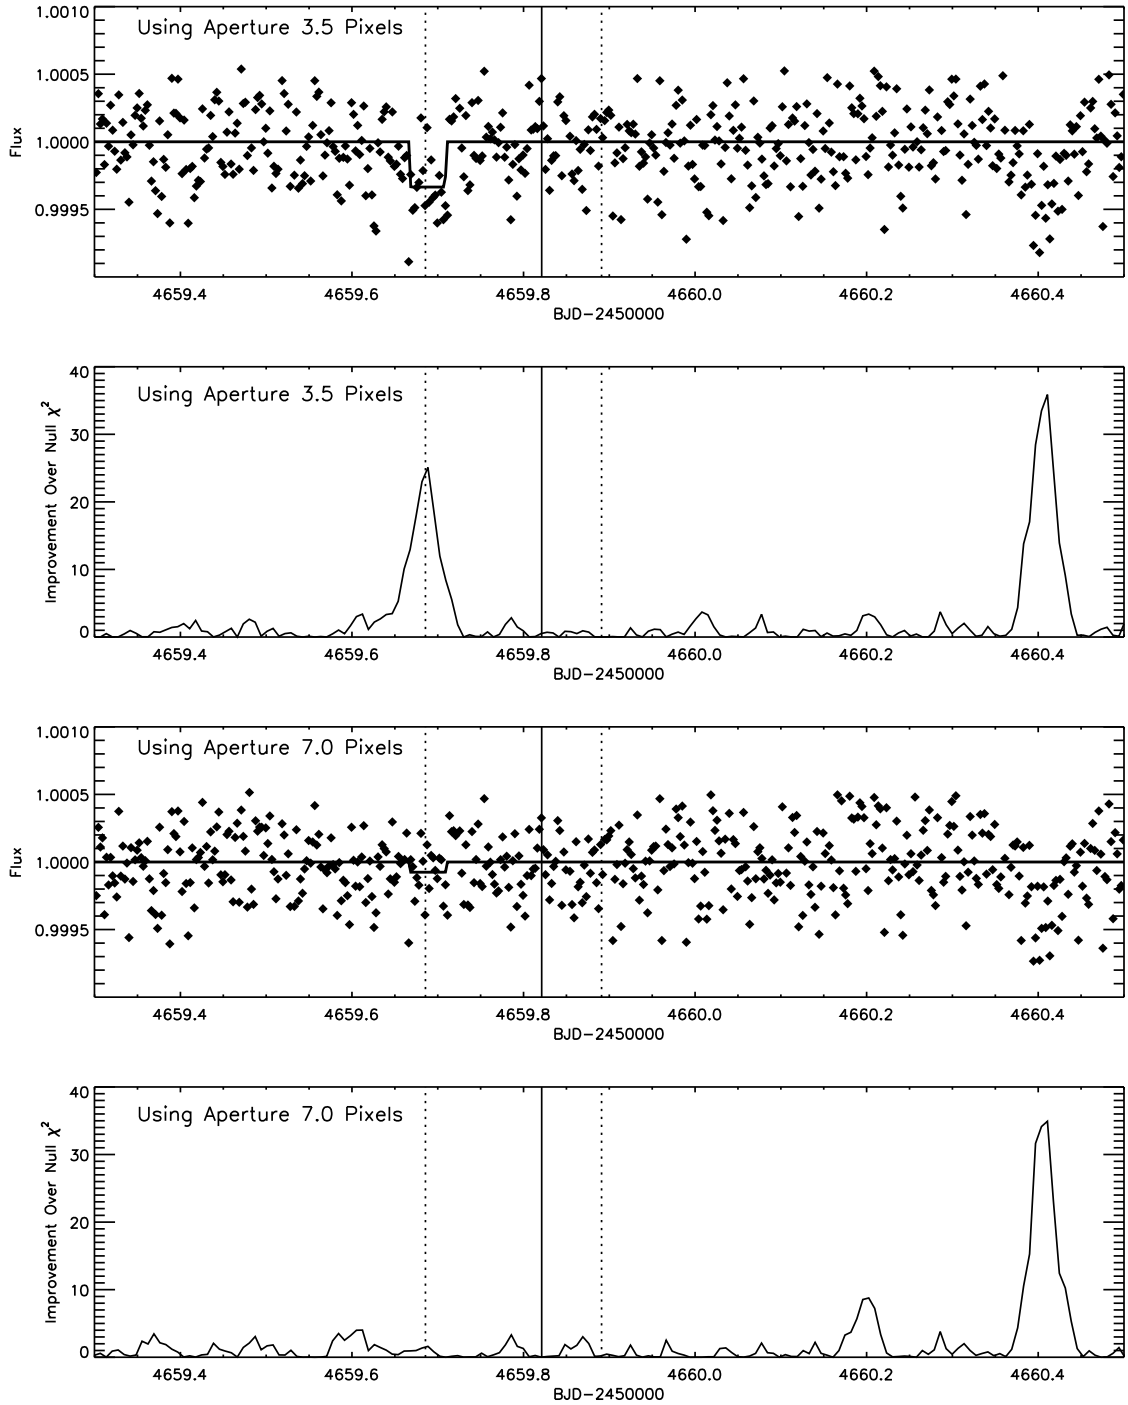 Using Aperture 3.5 Pixels
1.0010
1.0005
1.0000
0.9995
Flux
4659.4 4659.6 4659.8 4660.0 4660.2 4660.4
BJD-2450000
Using Aperture 3.5 Pixels
40
30
20
10
0
Improvement Over Null χ²
4659.4 4659.6 4659.8 4660.0 4660.2 4660.4
BJD-2450000
Using Aperture 7.0 Pixels
1.0010
1.0005
1.0000
0.9995
Flux
4659.4 4659.6 4659.8 4660.0 4660.2 4660.4
BJD-2450000
Using Aperture 7.0 Pixels
40
30
20
10
0
Improvement Over Null χ²
4659.4 4659.6 4659.8 4660.0 4660.2 4660.4
BJD-2450000